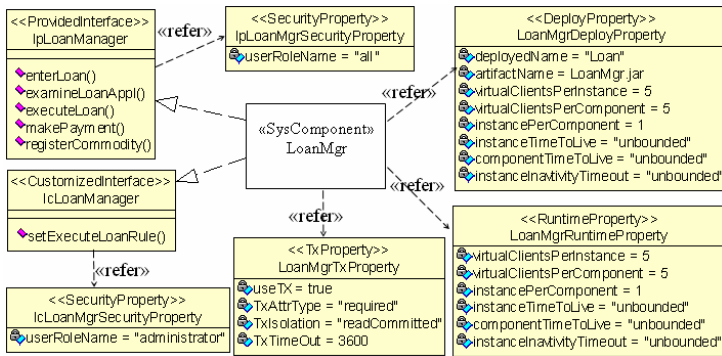 <<ProvidedInterface>>
IpLoanManager
enterLoan()
examineLoanAppl()
executeLoan()
makePayment()
registerCommodity()
«refer»
<<SecurityProperty>>
IpLoanMgrSecurityProperty
userRoleName = "all"
<<DeployProperty>>
LoanMgrDeployProperty
deployedName = "Loan"
artifactName = LoanMgr.jar
virtualClientsPerInstance = 5
virtualClientsPerComponent = 5
instancePerComponent = 1
instanceTimeToLive = "unbounded"
componentTimeToLive = "unbounded"
instanceInavtivityTimeout = "unbounded"
«refer»
«SysComponent»
LoanMgr
<<CustomizedInterface>>
IcLoanManager
setExecuteLoanRule()
«refer»
«refer»
«refer»
<<SecurityProperty>>
IcLoanMgrSecurityProperty
userRoleName = "administrator"
<<TxProperty>>
LoanMgrTxProperty
useTX = true
TxAttrType = "required"
TxIsolation = "readCommitted"
TxTimeOut = 3600
<<RuntimeProperty>>
LoanMgrRuntimeProperty
virtualClientsPerInstance = 5
virtualClientsPerComponent = 5
instancePerComponent = 1
instanceTimeToLive = "unbounded"
componentTimeToLive = "unbounded"
instanceInavtivityTimeout = "unbounded"